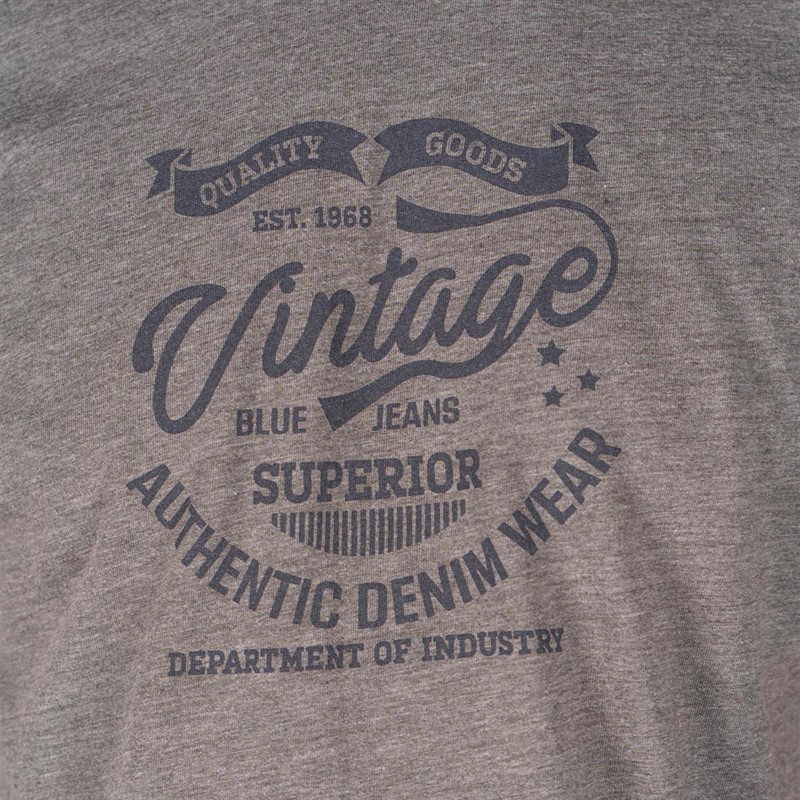 QUALITY GOODS
EST. 1968
Vintage
BLUE JEANS
SUPERIOR
AUTHENTIC DENIM WEAR
DEPARTMENT OF INDUSTRY